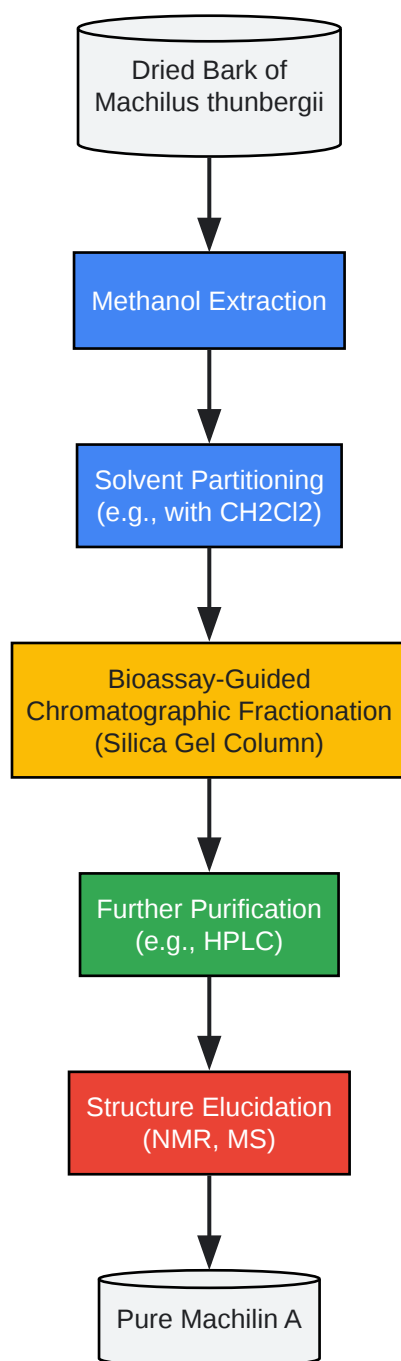 Dried Bark of
Machilus thunbergii
Methanol Extraction
Solvent Partitioning
(e.g., with CH2Cl2)
Bioassay-Guided
Chromatographic Fractionation
(Silica Gel Column)
Further Purification
(e.g., HPLC)
Structure Elucidation
(NMR, MS)
Pure Machilin A